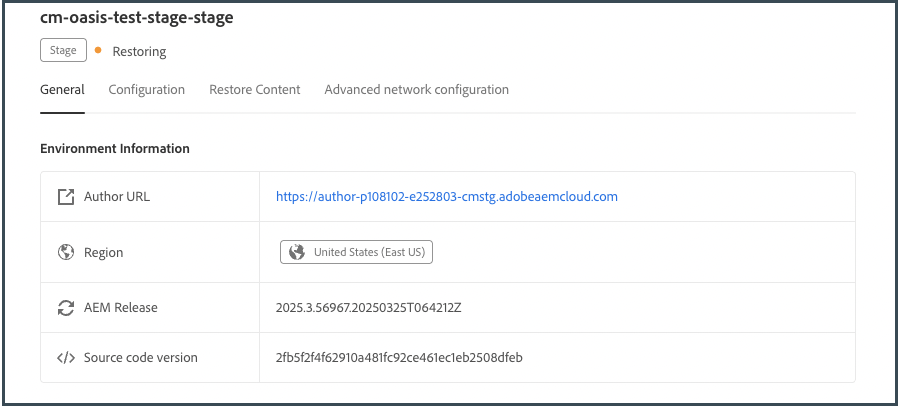 cm-oasis-test-stage-stage
Stage Restoring
General Configuration Restore Content Advanced network configuration
Environment Information
Author URL https://author-p108102-e252803-cmstg.adobeaemcloud.com
Region United States (East US)
AEM Release 2025.3.56967.20250325T064212Z
Source code version 2fb5f2f4f62910a481fc92ce461ec1eb2508dfeb